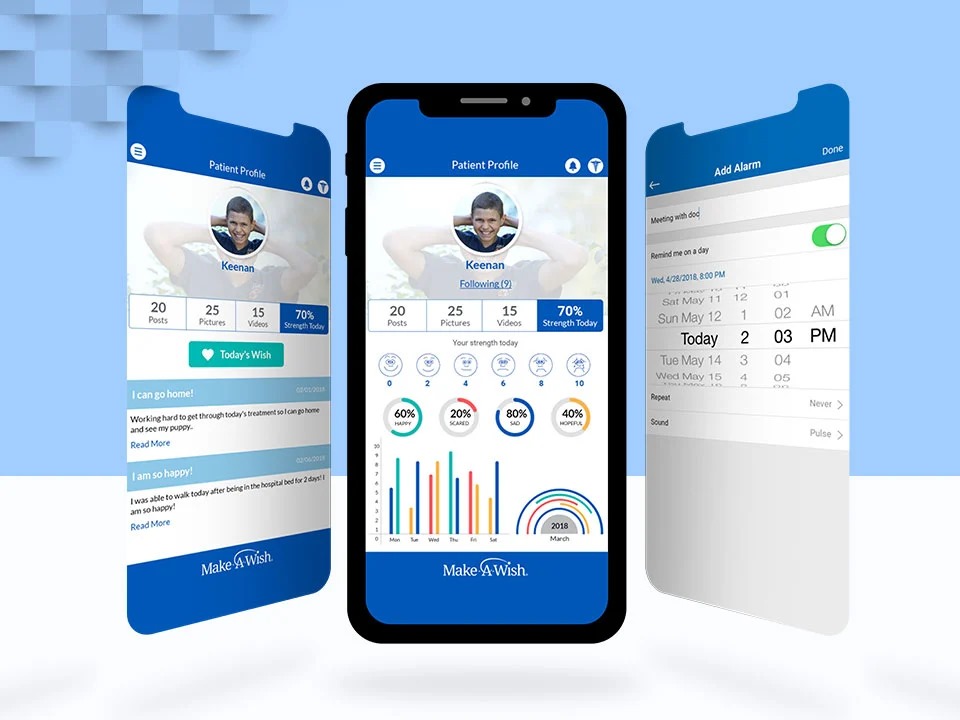 Patient Profile
Keenan
20
Posts
25
Pictures
15
Videos
70%
Strength Today
Today's Wish
I can go home!
02/01/2018
Working hard to get through today's treatment so I can go home
and see my puppy..
Read More
I am so happy!
02/06/2018
I was able to walk today after being in the hospital bed for 2 days! I
am so happy!
Read More
Make-A-Wish.
Patient Profile
Keenan
Following (9)
20
Posts
25
Pictures
15
Videos
70%
Strength Today
Your strength today
0 2 4 6 8 10
60%
HAPPY
20%
SCARED
80%
SAD
40%
HOPEFUL
10
9
8
7
6
5
4
3
2
1
0
Mon Tue Wed Thu Fri Sat
2018
March
Make-A-Wish.
Add Alarm
Done
Meeting with doc
Remind me on a day
Wed, 4/28/2018, 8:00 PM
Sat May 11 12 01
Sun May 12 1 02 AM
Today 2 03 PM
Tue May 14 3 04
Wed May 15 4 05
Repeat
Never
Sound
Pulse